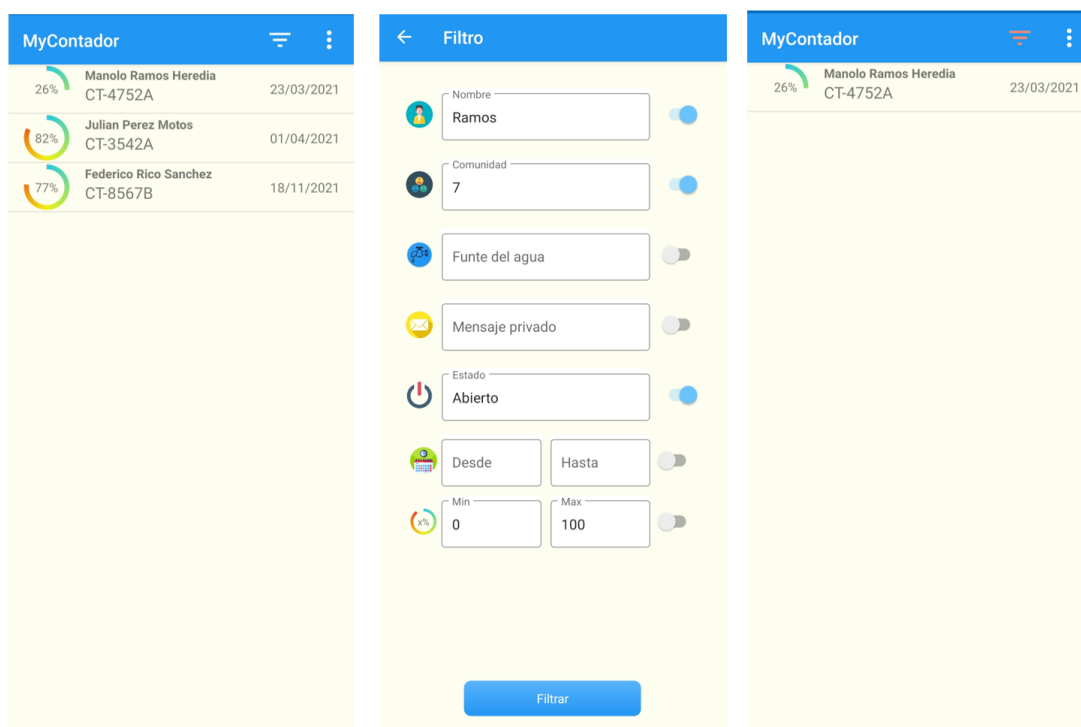 MyContador
26%
Manolo Ramos Heredia
CT-4752A
23/03/2021
82%
Julian Perez Motos
CT-3542A
01/04/2021
77%
Federico Rico Sanchez
CT-8567B
18/11/2021
Filtro
Nombre
Ramos
Comunidad
7
Funte del agua
Mensaje privado
Estado
Abierto
Desde
Hasta
x%
Min
0
Max
100
Filtrar
MyContador
26%
Manolo Ramos Heredia
CT-4752A
23/03/2021